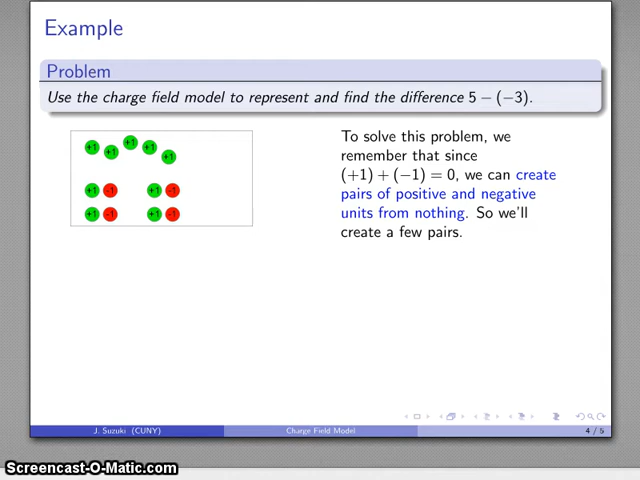 Example
Problem
Use the charge field model to represent and find the difference 5 − (−3).
+1 +1 +1 +1 +1
+1 -1 +1 -1
+1 -1 +1 -1
To solve this problem, we
remember that since
(+1) + (−1) = 0, we can create
pairs of positive and negative
units from nothing. So we'll
create a few pairs.
J. Suzuki (CUNY) Charge Field Model 4 / 5
Screencast-O-Matic.com